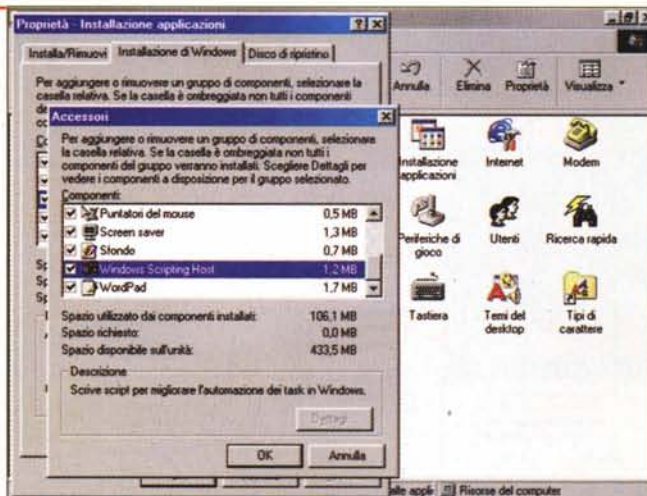 Proprietà - Installazione applicazioni
Installa/Rimuovi
Installazione di Windows
Disco di ripristino
Per aggiungere o rimuovere un gruppo di componenti, selezionare la
casella relativa. Se la casella è ombreggiata non tutti i componenti
Accessori
Per aggiungere o rimuovere un gruppo di componenti, selezionare
la casella relativa. Se la casella è ombreggiata non tutti i
componenti del gruppo verranno installati. Scegliere Dettagli per
vedere i componenti a disposizione per il gruppo selezionato.
Componenti:
Puntatori del mouse 0,5 MB
Screen saver 1,3 MB
Sfondo 0,7 MB
Windows Scripting Host 1,2 MB
WordPad 1,7 MB
Spazio utilizzato dai componenti installati: 106,1 MB
Spazio richiesto: 0,0 MB
Spazio disponibile sull'unità: 433,5 MB
Descrizione
Scrive script per migliorare l'automazione dei task in Windows.
Dettagli
OK
Annulla
Annulla
Elimina
Proprietà
Visualizza
Installazione
applicazioni
Internet
Modem
Periferiche di
gioco
Utenti
Ricerca rapida
Tastiera
Temi del
desktop
Tipi di
carattere
Risorse del computer